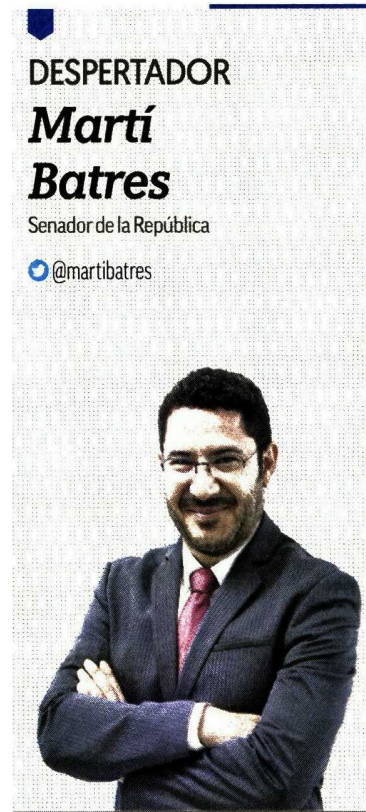 DESPERTADOR
Martí
Batres
Senador de la República
@martibatres